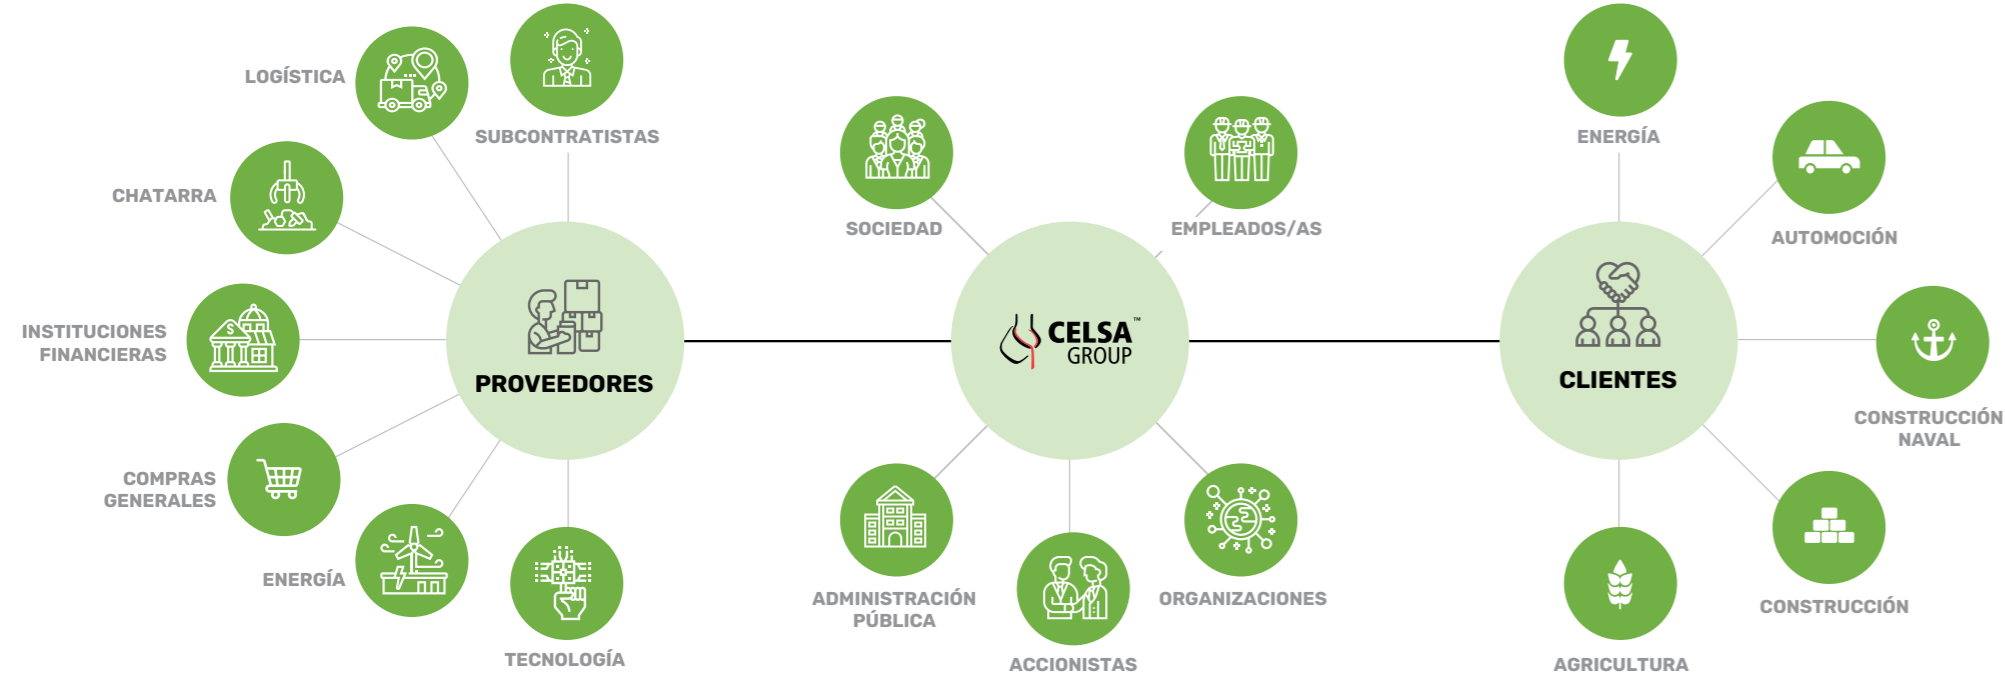 LOGÍSTICA
SUBCONTRATISTAS
CHATARRA
INSTITUCIONES
FINANCIERAS
PROVEEDORES
COMPRAS
GENERALES
ENERGÍA
TECNOLOGÍA
SOCIEDAD
EMPLEADOS/AS
CELSA™
GROUP
ADMINISTRACIÓN
PÚBLICA
ACCIONISTAS
ORGANIZACIONES
ENERGÍA
AUTOMOCIÓN
CLIENTES
CONSTRUCCIÓN
NAVAL
CONSTRUCCIÓN
AGRICULTURA